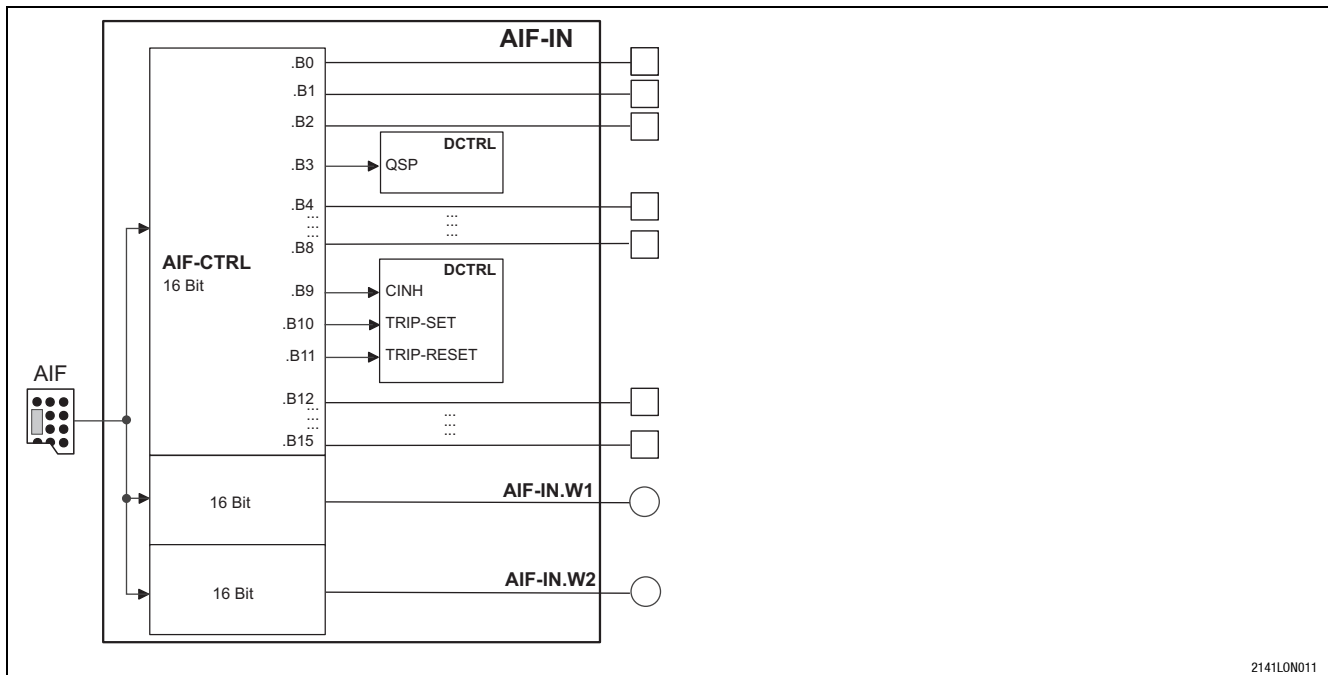 AIF-IN
.B0
.B1
.B2
DCTRL
.B3
QSP
.B4
...
...
...
...
...
...
.B8
DCTRL
AIF-CTRL
16 Bit
.B9
CINH
.B10
TRIP-SET
.B11
TRIP-RESET
AIF
.B12
...
...
...
...
...
...
.B15
16 Bit
AIF-IN.W1
16 Bit
AIF-IN.W2
2141LON011